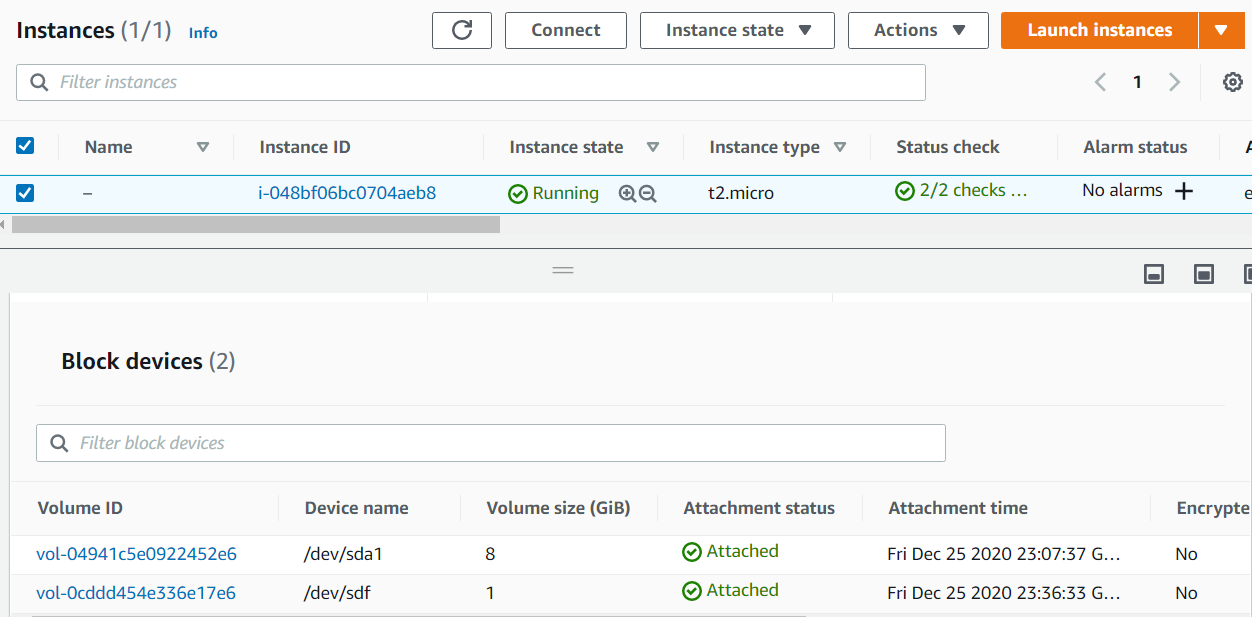 Instances (1/1) Info Connect Instance state Actions Launch instances
Filter instances 1
Name Instance ID Instance state Instance type Status check Alarm status A
– i-048bf06bc0704aeb8 Running t2.micro 2/2 checks … No alarms + e
Block devices (2)
Filter block devices
Volume ID Device name Volume size (GiB) Attachment status Attachment time Encrypte
vol-04941c5e0922452e6 /dev/sda1 8 Attached Fri Dec 25 2020 23:07:37 G… No
vol-0cddd454e336e17e6 /dev/sdf 1 Attached Fri Dec 25 2020 23:36:33 G… No